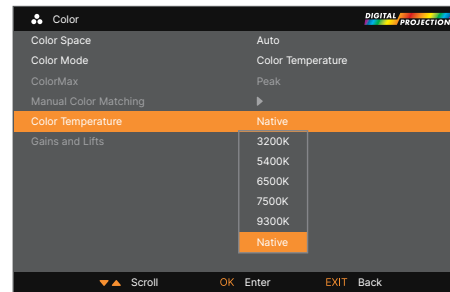 Color
DIGITAL
PROJECTION
Color Space Auto
Color Mode Color Temperature
ColorMax Peak
Manual Color Matching
Color Temperature Native
Gains and Lifts
3200K
5400K
6500K
7500K
9300K
Native
Scroll OK Enter EXIT Back